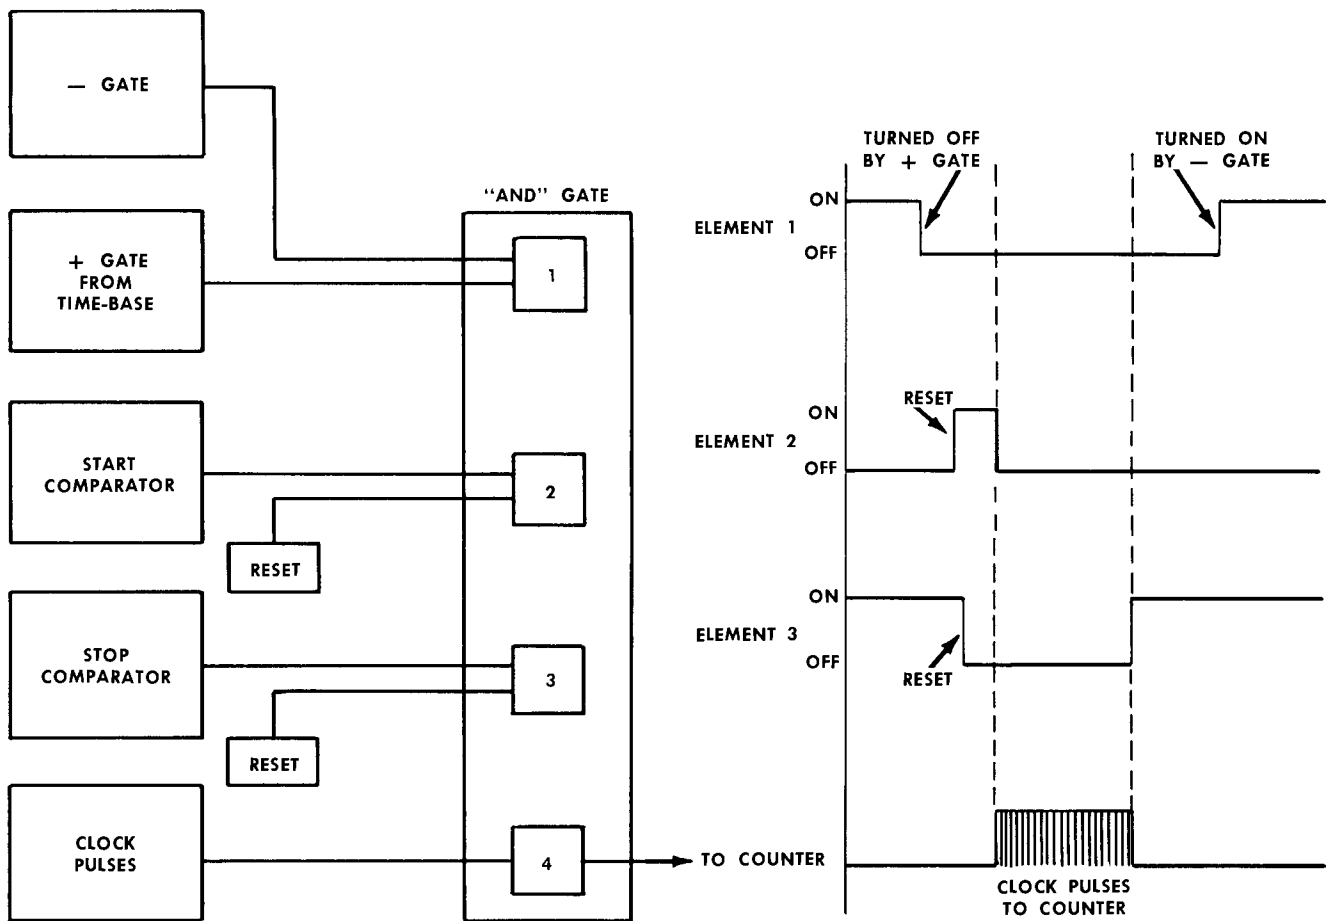 — GATE
+ GATE
FROM
TIME-BASE
START
COMPARATOR
RESET
STOP
COMPARATOR
RESET
CLOCK
PULSES
"AND" GATE
1
2
3
4
TO COUNTER
TURNED OFF
BY + GATE
TURNED ON
BY — GATE
ON
ELEMENT 1
OFF
RESET
ON
ELEMENT 2
OFF
ON
ELEMENT 3
OFF
RESET
CLOCK PULSES
TO COUNTER